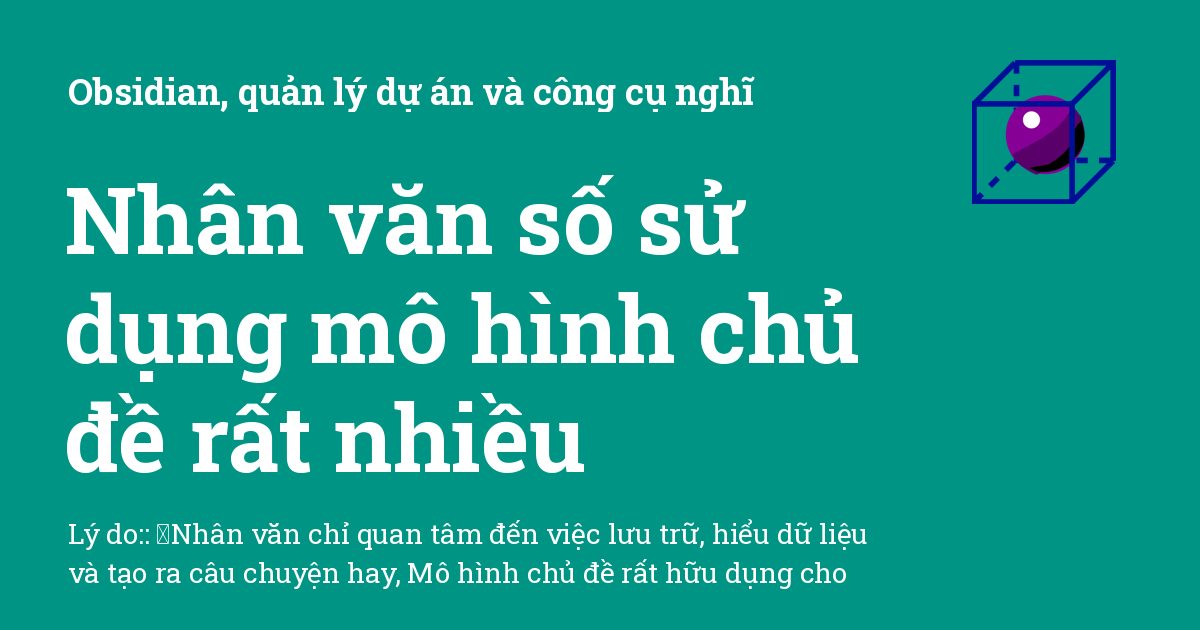 Obsidian, quản lý dự án và công cụ nghĩ
Nhân văn số sử
dụng mô hình chủ
đề rất nhiều
Lý do:: Nhân văn chỉ quan tâm đến việc lưu trữ, hiểu dữ liệu
và tạo ra câu chuyện hay, Mô hình chủ đề rất hữu dụng cho